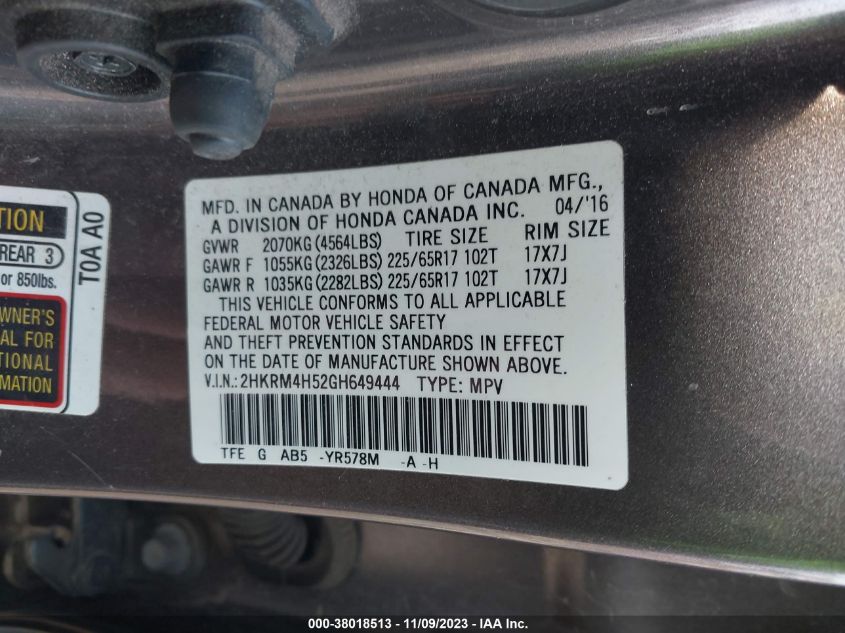 TION
REAR 3
or 850lbs.
T0A A0
WNER'S
AL FOR
TIONAL
RMATION
MFD. IN CANADA BY HONDA OF CANADA MFG.,
A DIVISION OF HONDA CANADA INC. 04/'16
GVWR 2070KG (4564LBS) TIRE SIZE RIM SIZE
GAWR F 1055KG (2326LBS) 225/65R17 102T 17X7J
GAWR R 1035KG (2282LBS) 225/65R17 102T 17X7J
THIS VEHICLE CONFORMS TO ALL APPLICABLE
FEDERAL MOTOR VEHICLE SAFETY
AND THEFT PREVENTION STANDARDS IN EFFECT
ON THE DATE OF MANUFACTURE SHOWN ABOVE.
V.I.N.: 2HKRM4H52GH649444 TYPE: MPV
TFE G AB5 -YR578M -A -H
000-38018513 - 11/09/2023 - IAA Inc.